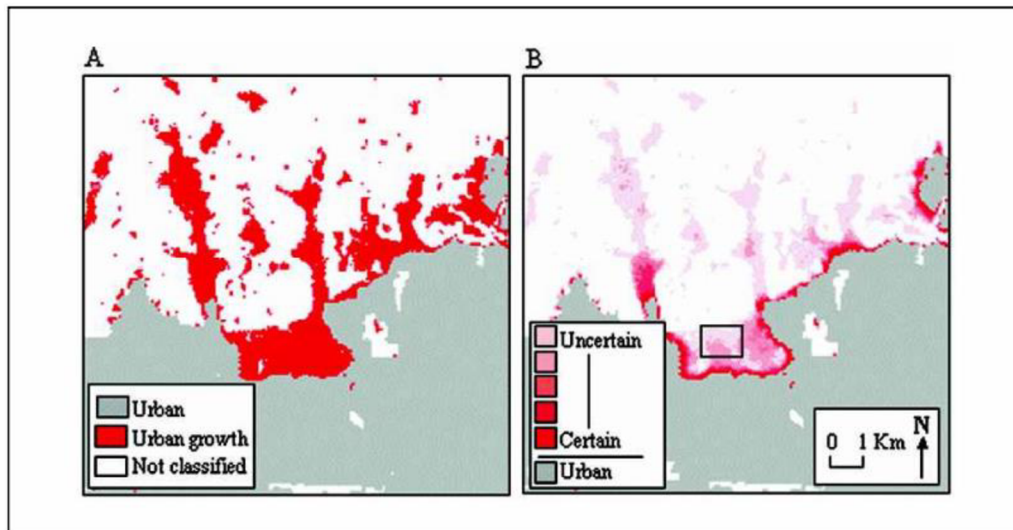 A
Urban
Urban growth
Not classified
B
Uncertain
Certain
Urban
0 1 Km
N